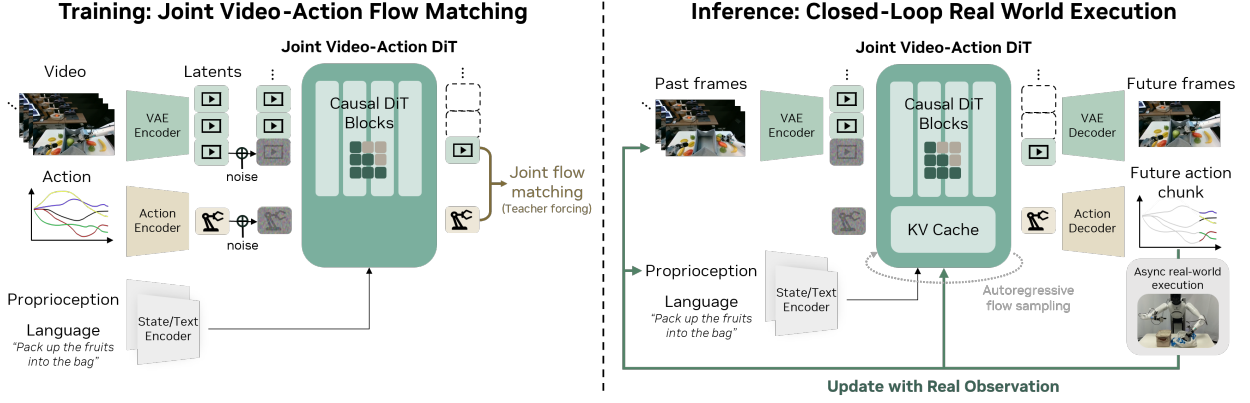 Training: Joint Video-Action Flow Matching
Joint Video-Action DiT
Video
Latents
VAE
Encoder
noise
Causal DiT
Blocks
Action
Action
Encoder
noise
Joint flow
matching
(Teacher forcing)
Proprioception
Language
“Pack up the fruits
into the bag”
State/Text
Encoder
Inference: Closed-Loop Real World Execution
Joint Video-Action DiT
Past frames
VAE
Encoder
Causal DiT
Blocks
KV Cache
VAE
Decoder
Future frames
Future action
chunk
Action
Decoder
Proprioception
Language
“Pack up the fruits
into the bag”
State/Text
Encoder
Autoregressive
flow sampling
Async real-world
execution
Update with Real Observation